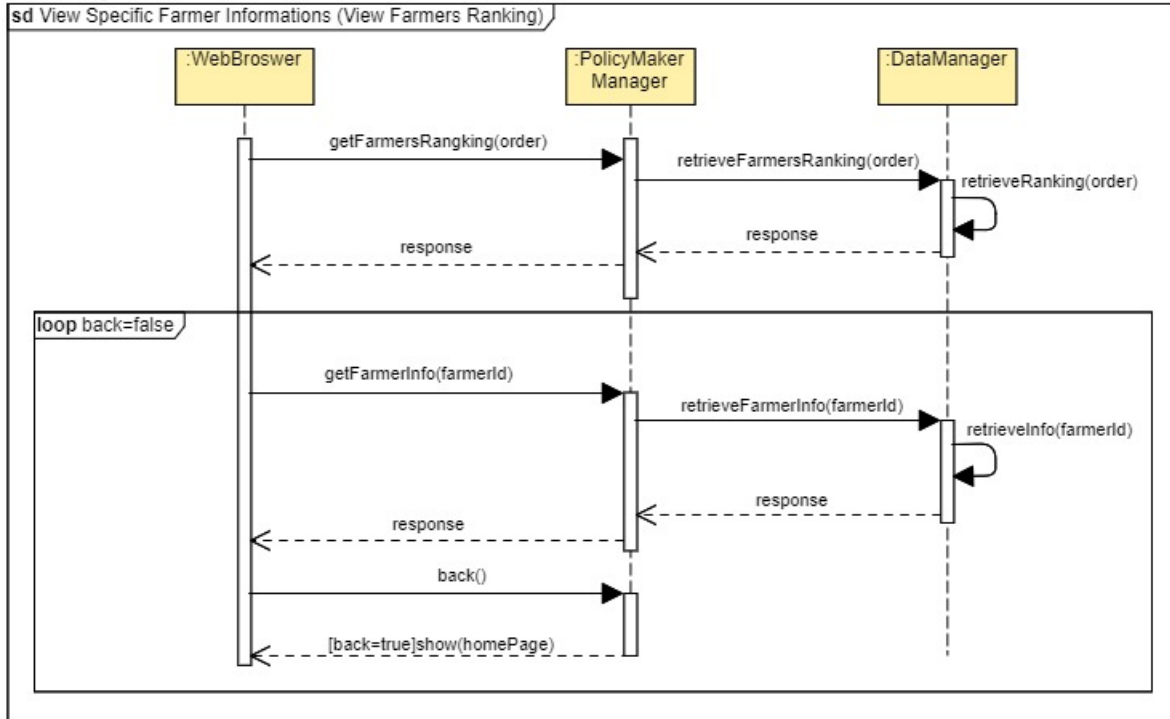 sd View Specific Farmer Informations (View Farmers Ranking)
:WebBroswer
:PolicyMaker
Manager
:DataManager
getFarmersRangking(order)
retrieveFarmersRanking(order)
retrieveRanking(order)
response
response
loop back=false
getFarmerInfo(farmerId)
retrieveFarmerInfo(farmerId)
retrieveInfo(farmerId)
response
response
back()
[back=true]show(homePage)